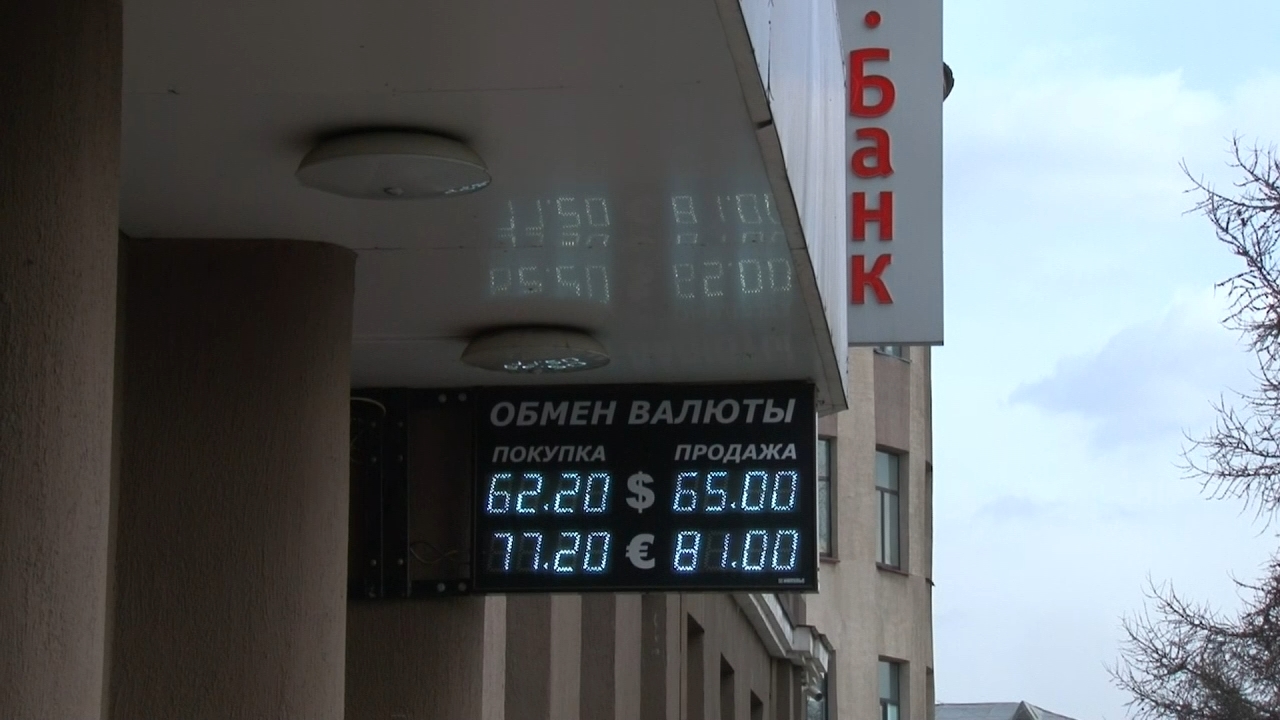 · Банк
ОБМЕН ВАЛЮТЫ
ПОКУПКА ПРОДАЖА
62.20 $ 65.00
77.20 € 81.00